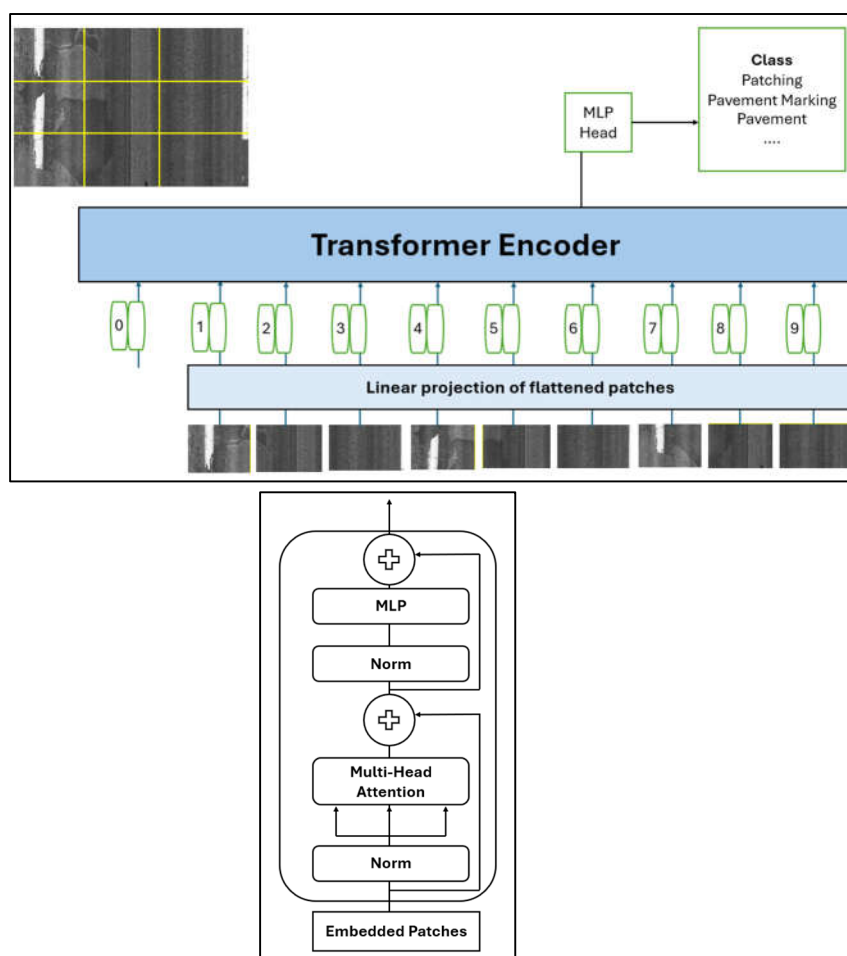 Class
Patching
Pavement Marking
Pavement
....
MLP
Head
Transformer Encoder
0 1 2 3 4 5 6 7 8 9
Linear projection of flattened patches
MLP
Norm
Multi-Head
Attention
Norm
Embedded Patches